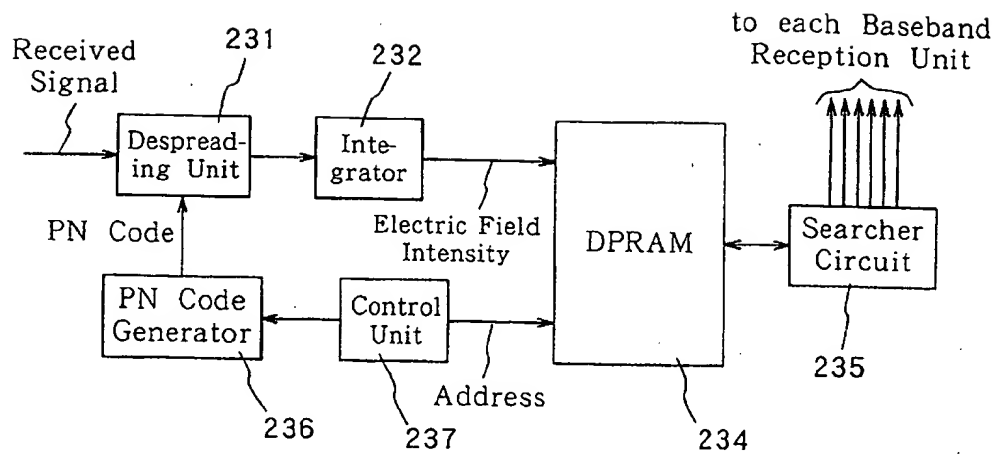 to each Baseband
Reception Unit
Received
Signal
231
232
Despread-
ing Unit
Inte-
grator
PN Code
Electric Field
Intensity
DPRAM
Searcher
Circuit
PN Code
Generator
Control
Unit
Address
235
236
237
234